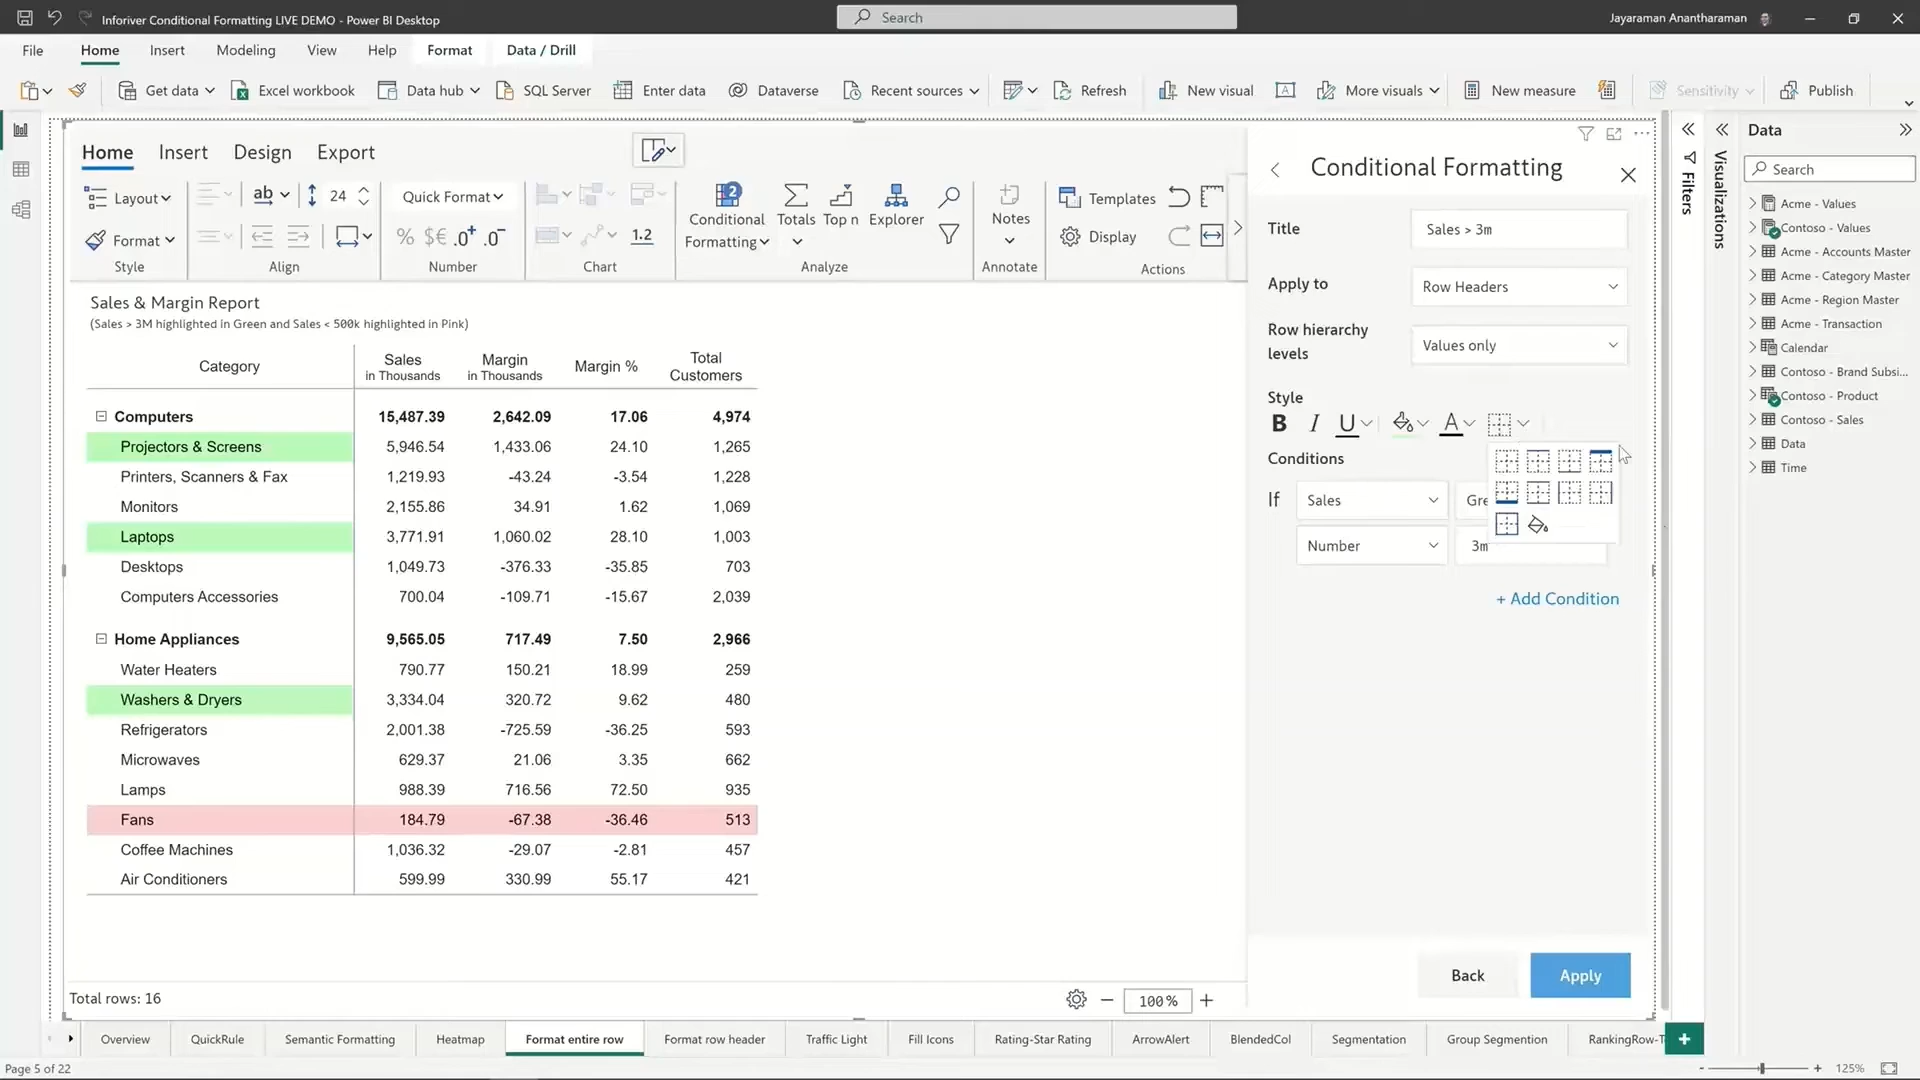 Inforiver Conditional Formatting LIVE DEMO - Power BI Desktop
Search
Jayaraman Anantharaman
File Home Insert Modeling View Help Format Data / Drill
Get data Excel workbook Data hub SQL Server Enter data Dataverse Recent sources Refresh New visual More visuals New measure Sensitivity Publish
Home Insert Design Export
Layout ab 24 Quick Format Conditional Formatting Totals Top n Explorer Notes Templates
Format % $€ .0+ .0- 1.2 Display
Style Align Number Chart Analyze Annotate Actions
2
Sales & Margin Report
(Sales > 3M highlighted in Green and Sales < 500k highlighted in Pink)
Category Sales in Thousands Margin in Thousands Margin % Total Customers
Computers 15,487.39 2,642.09 17.06 4,974
Projectors & Screens 5,946.54 1,433.06 24.10 1,265
Printers, Scanners & Fax 1,219.93 -43.24 -3.54 1,228
Monitors 2,155.86 34.91 1.62 1,069
Laptops 3,771.91 1,060.02 28.10 1,003
Desktops 1,049.73 -376.33 -35.85 703
Computers Accessories 700.04 -109.71 -15.67 2,039
Home Appliances 9,565.05 717.49 7.50 2,966
Water Heaters 790.77 150.21 18.99 259
Washers & Dryers 3,334.04 320.72 9.62 480
Refrigerators 2,001.38 -725.59 -36.25 593
Microwaves 629.37 21.06 3.35 662
Lamps 988.39 716.56 72.50 935
Fans 184.79 -67.38 -36.46 513
Coffee Machines 1,036.32 -29.07 -2.81 457
Air Conditioners 599.99 330.99 55.17 421
Total rows: 16
100 %
Conditional Formatting
Title Sales > 3m
Apply to Row Headers
Row hierarchy levels Values only
Style
B I U A
Conditions
If Sales Gre
Number 3m
+ Add Condition
Back Apply
Filters
Visualizations
Data
Search
Acme - Values
Contoso - Values
Acme - Accounts Master
Acme - Category Master
Acme - Region Master
Acme - Transaction
Calendar
Contoso - Brand Subsi...
Contoso - Product
Contoso - Sales
Data
Time
Overview QuickRule Semantic Formatting Heatmap Format entire row Format row header Traffic Light Fill Icons Rating-Star Rating ArrowAlert BlendedCol Segmentation Group Segmention RankingRow-T
Page 5 of 22
125%